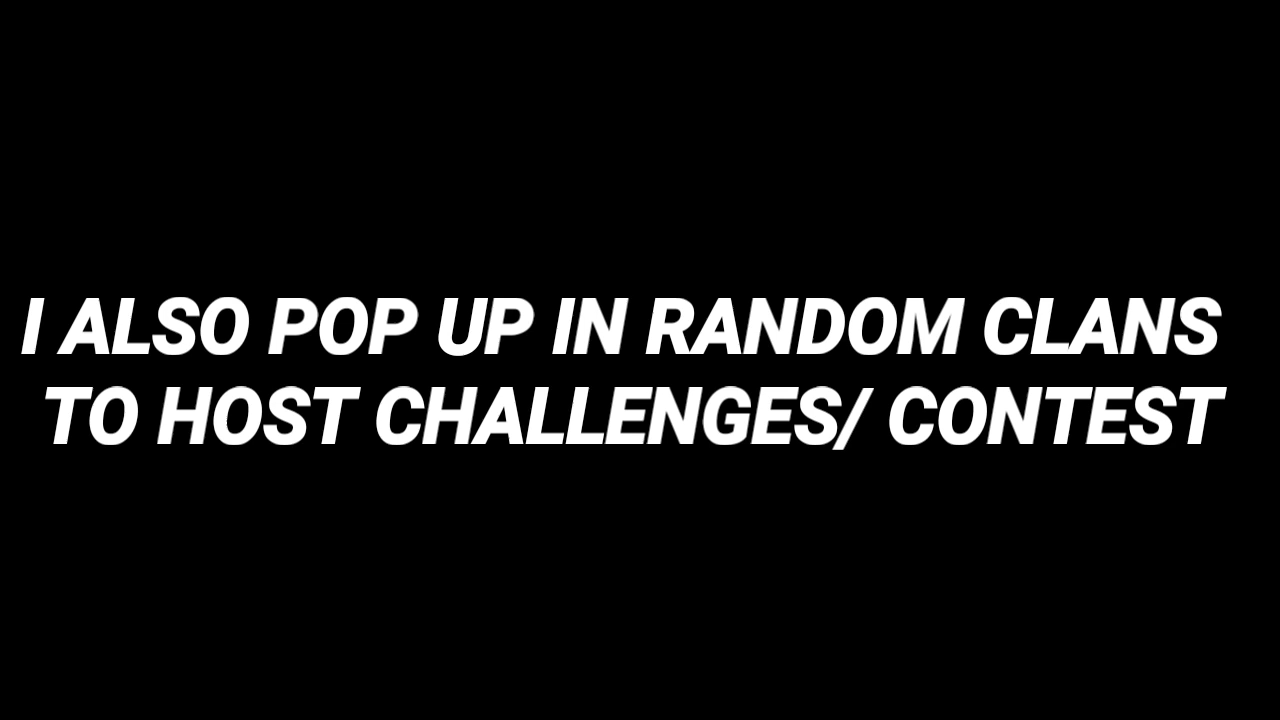 I ALSO POP UP IN RANDOM CLANS
TO HOST CHALLENGES/ CONTEST